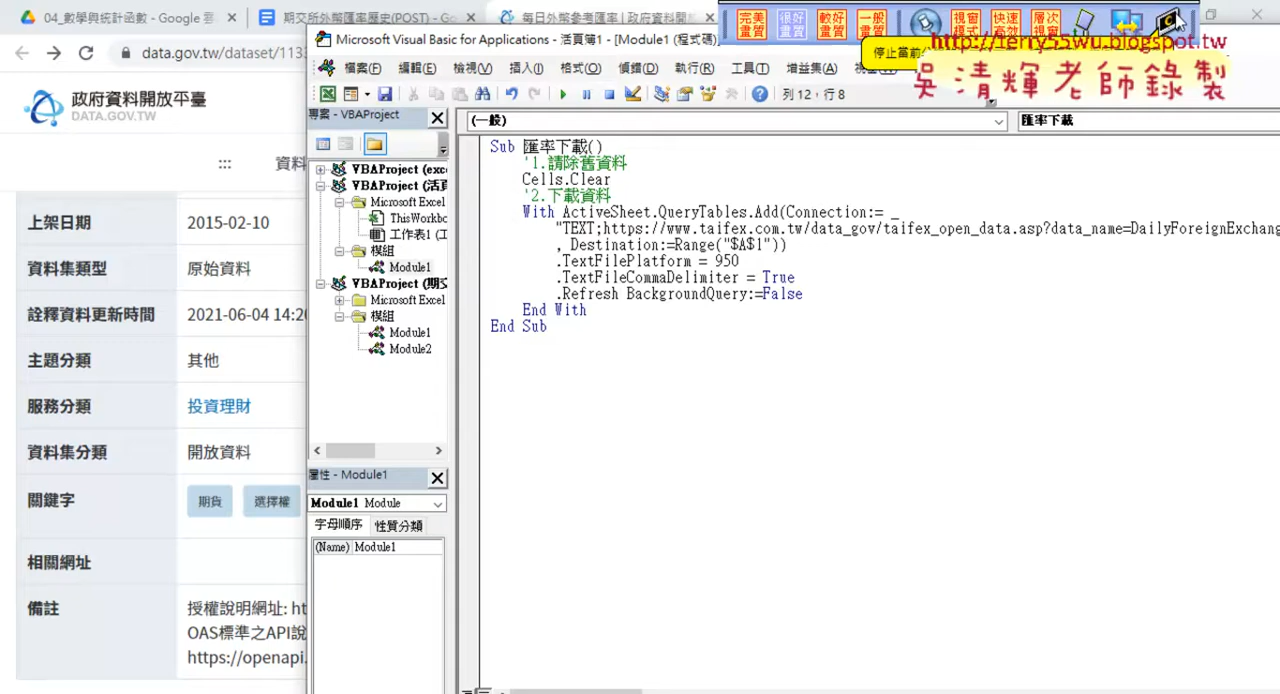 04_數學與統計函數 - Google 雲
期交所外幣匯率歷史(POST) - Go
每日外幣參考匯率 | 政府資料開
data.gov.tw/dataset/113
政府資料開放平臺
DATA.GOV.TW
資料
上架日期
2015-02-10
資料集類型
原始資料
詮釋資料更新時間
2021-06-04 14:20
主題分類
其他
服務分類
投資理財
資料集分類
開放資料
關鍵字
期貨
選擇權
相關網址
備註
授權說明網址: ht
OAS標準之API說
https://openapi.
完美畫質
很好畫質
較好畫質
一般畫質
視窗模式
快速高效
層次視窗
停止當前
http://terry55wu.blogspot.tw
吳清輝老師錄製
Microsoft Visual Basic for Applications - 活頁簿1 - [Module1 (程式碼)
檔案(F)
編輯(E)
檢視(V)
插入(I)
格式(O)
偵錯(D)
執行(R)
工具(T)
增益集(A)
列 12，行 8
專案 - VBAProject
VBAProject (exc
VBAProject (活頁
Microsoft Excel
ThisWorkbo
工作表1 (工
模組
Module1
VBAProject (期交
Microsoft Excel
模組
Module1
Module2
屬性 - Module1
Module1 Module
字母順序
性質分類
(Name) Module1
(一般)
匯率下載
Sub 匯率下載()
'1.請除舊資料
Cells.Clear
'2.下載資料
With ActiveSheet.QueryTables.Add(Connection:= _
"TEXT;https://www.taifex.com.tw/data_gov/taifex_open_data.asp?data_name=DailyForeignExchang
, Destination:=Range("$A$1"))
.TextFilePlatform = 950
.TextFileCommaDelimiter = True
.Refresh BackgroundQuery:=False
End With
End Sub